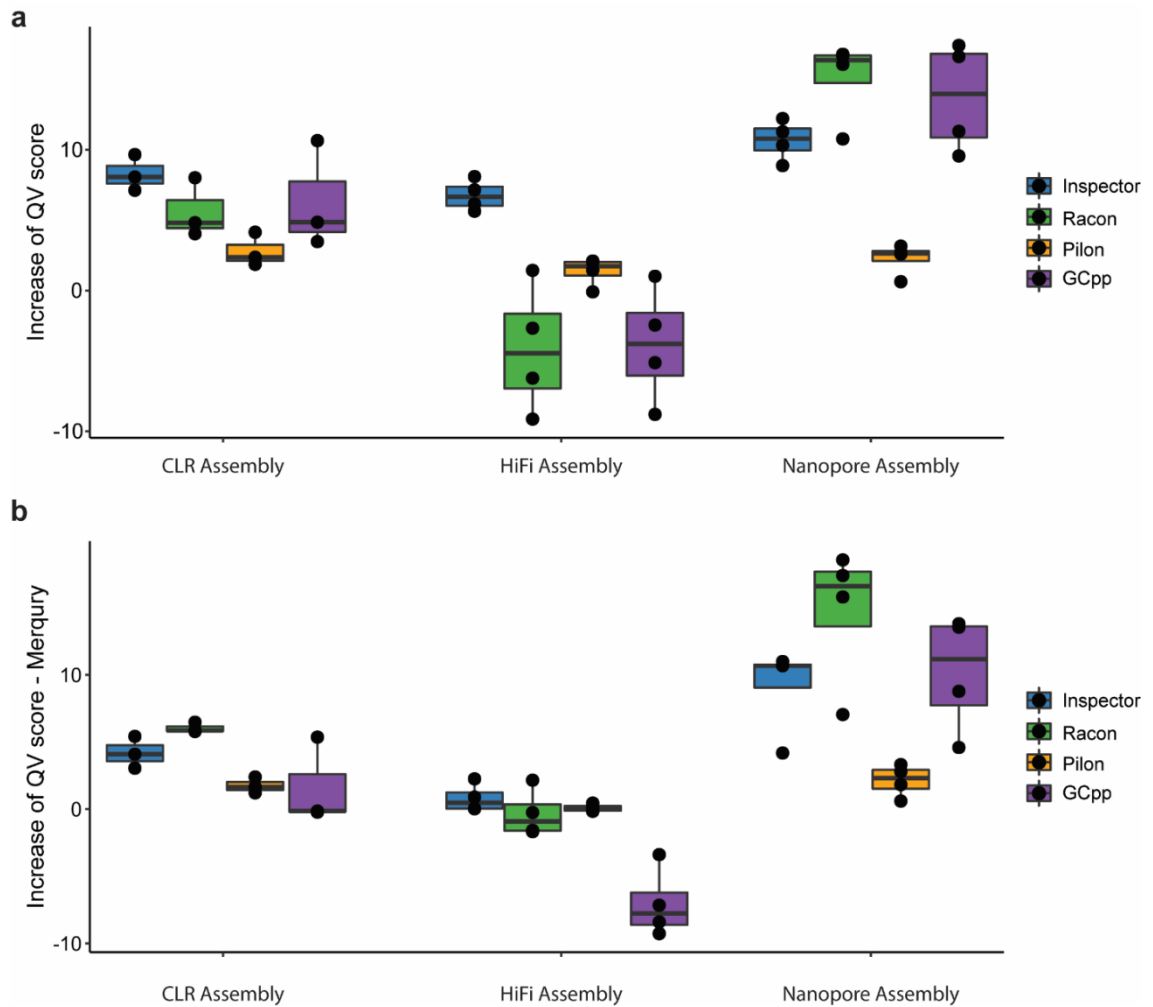 a
Increase of QV score
10
0
-10
CLR Assembly
HiFi Assembly
Nanopore Assembly
Inspector
Racon
Pilon
GCpp
b
Increase of QV score - Merqury
10
0
-10
CLR Assembly
HiFi Assembly
Nanopore Assembly
Inspector
Racon
Pilon
GCpp